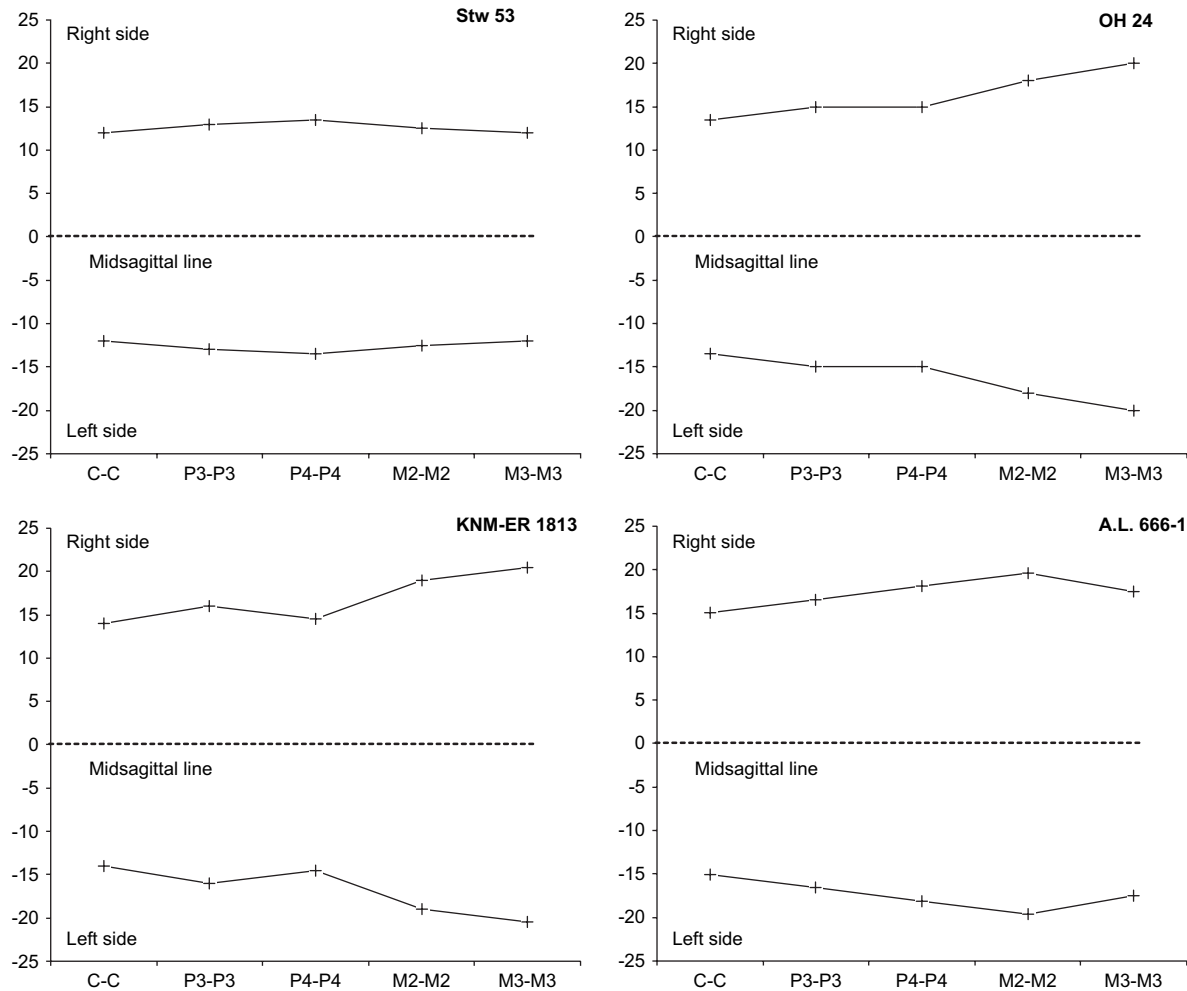 Stw 53
25
Right side
20
15
10
5
0
Midsagittal line
-5
-10
-15
-20
Left side
-25
C-C P3-P3 P4-P4 M2-M2 M3-M3
OH 24
25
Right side
20
15
10
5
0
Midsagittal line
-5
-10
-15
-20
Left side
-25
C-C P3-P3 P4-P4 M2-M2 M3-M3
KNM-ER 1813
25
Right side
20
15
10
5
0
Midsagittal line
-5
-10
-15
-20
Left side
-25
C-C P3-P3 P4-P4 M2-M2 M3-M3
A.L. 666-1
25
Right side
20
15
10
5
0
Midsagittal line
-5
-10
-15
-20
Left side
-25
C-C P3-P3 P4-P4 M2-M2 M3-M3